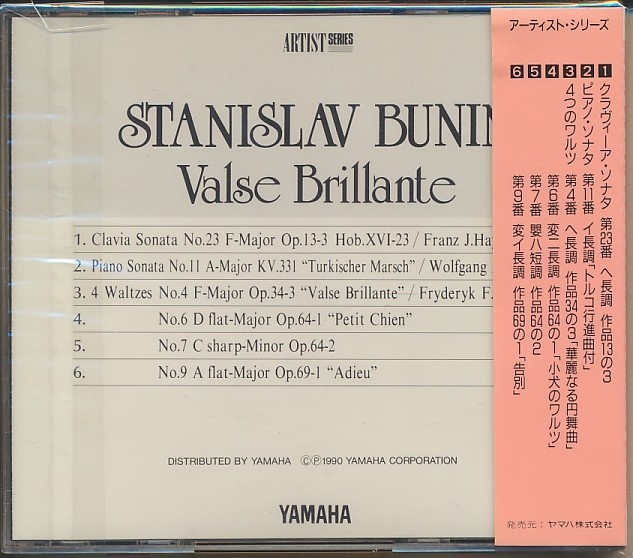 ARTIST SERIES
STANISLAV BUNIN
Valse Brillante
1. Clavia Sonata No.23 F-Major Op.13-3 Hob.XVI-23 / Franz J.Hay
2. Piano Sonata No.11 A-Major KV.331 "Turkischer Marsch" / Wolfgang
3. 4 Waltzes No.4 F-Major Op.34-3 "Valse Brillante" / Fryderyk F.
4. No.6 D flat-Major Op.64-1 "Petit Chien"
5. No.7 C sharp-Minor Op.64-2
6. No.9 A flat-Major Op.69-1 "Adieu"
DISTRIBUTED BY YAMAHA ©℗1990 YAMAHA CORPORATION
YAMAHA
アーティスト・シリーズ
1 クラヴィーア・ソナタ 第23番 ヘ長調 作品13の3
2 ピアノ・ソナタ 第11番 イ長調「トルコ行進曲付」
3 4つのワルツ 第4番 ヘ長調 作品34の3「華麗なる円舞曲」
4 第6番 変ニ長調 作品64の1「小犬のワルツ」
5 第7番 嬰ハ短調 作品64の2
6 第9番 変イ長調 作品69の1「告別」
発売元：ヤマハ株式会社